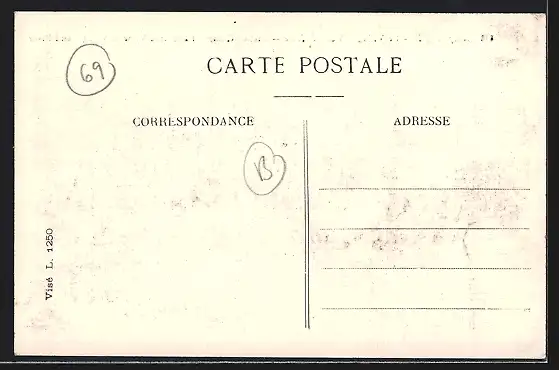 69
CARTE POSTALE
CORRESPONDANCE
ADRESSE
B
Visé L. 1250